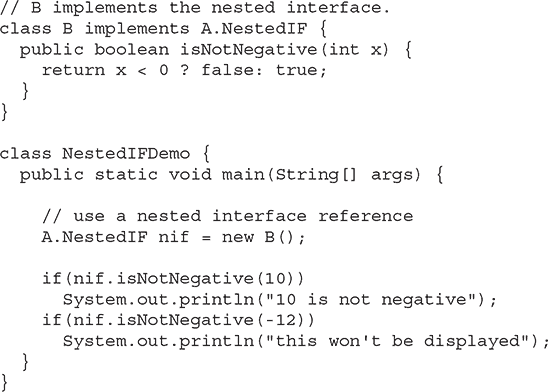 // B implements the nested interface.
class B implements A.NestedIF {
  public boolean isNotNegative(int x) {
    return x < 0 ? false: true;
  }
}

class NestedIFDemo {
  public static void main(String[] args) {

    // use a nested interface reference
    A.NestedIF nif = new B();

    if(nif.isNotNegative(10))
      System.out.println("10 is not negative");
    if(nif.isNotNegative(-12))
      System.out.println("this won't be displayed");
  }
}